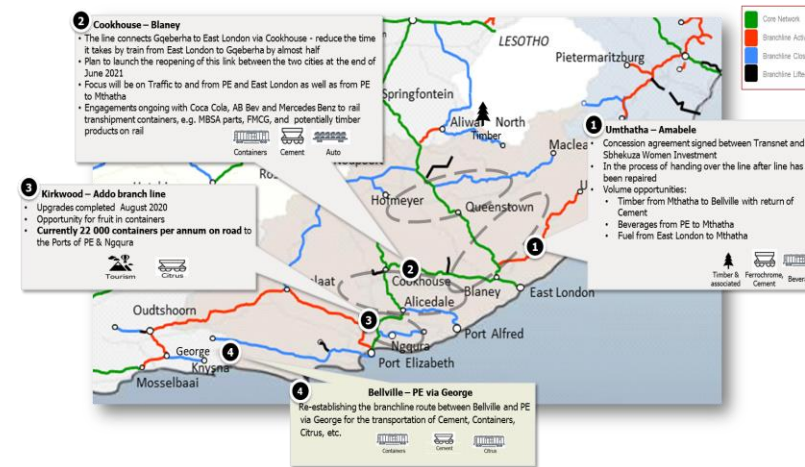 2 Cookhouse – Blaney
• The line connects Gqeberha to East London via Cookhouse - reduce the time
it takes by train from East London to Gqeberha by almost half
• Plan to launch the reopening of this link between the two cities at the end of
June 2021
• Focus will be on Traffic to and from PE and East London as well as from PE
to Mthatha
• Engagements ongoing with Coca Cola, AB Bev and Mercedes Benz to rail
transhipment containers, e.g. MBSA parts, FMCG, and potentially timber
products on rail
Containers Cement Auto
LESOTHO
Pietermaritzburg
Springfontein
Aliwal North
Timber
Maclea
Hofmeyer
Queenstown
Core Network
Branchline
Branchline
Branchline
1 Umthatha – Amabele
• Concession agreement signed between Transnet and
Sbhekuza Women Investment
• In the process of handing over the line after line has
been repaired
• Volume opportunities:
• Timber from Mthatha to Bellville with return of
Cement
• Beverages from PE to Mthatha
• Fuel from East London to Mthatha
Timber &
associated
Ferrochrome,
Cement
3 Kirkwood – Addo branch line
• Upgrades completed August 2020
• Opportunity for fruit in containers
• Currently 22 000 containers per annum on road to
the Ports of PE & Ngqura
Tourism Citrus
1
2
Cookhouse
Blaney
East London
Alicedale
3
Port Alfred
Ngqura
Port Elizabeth
Oudtshoorn
George
4
Knysna
Mosselbaai
4 Bellville – PE via George
Re-establishing the branchline route between Bellville and PE
via George for the transportation of Cement, Containers,
Citrus, etc.
Containers Cement Citrus